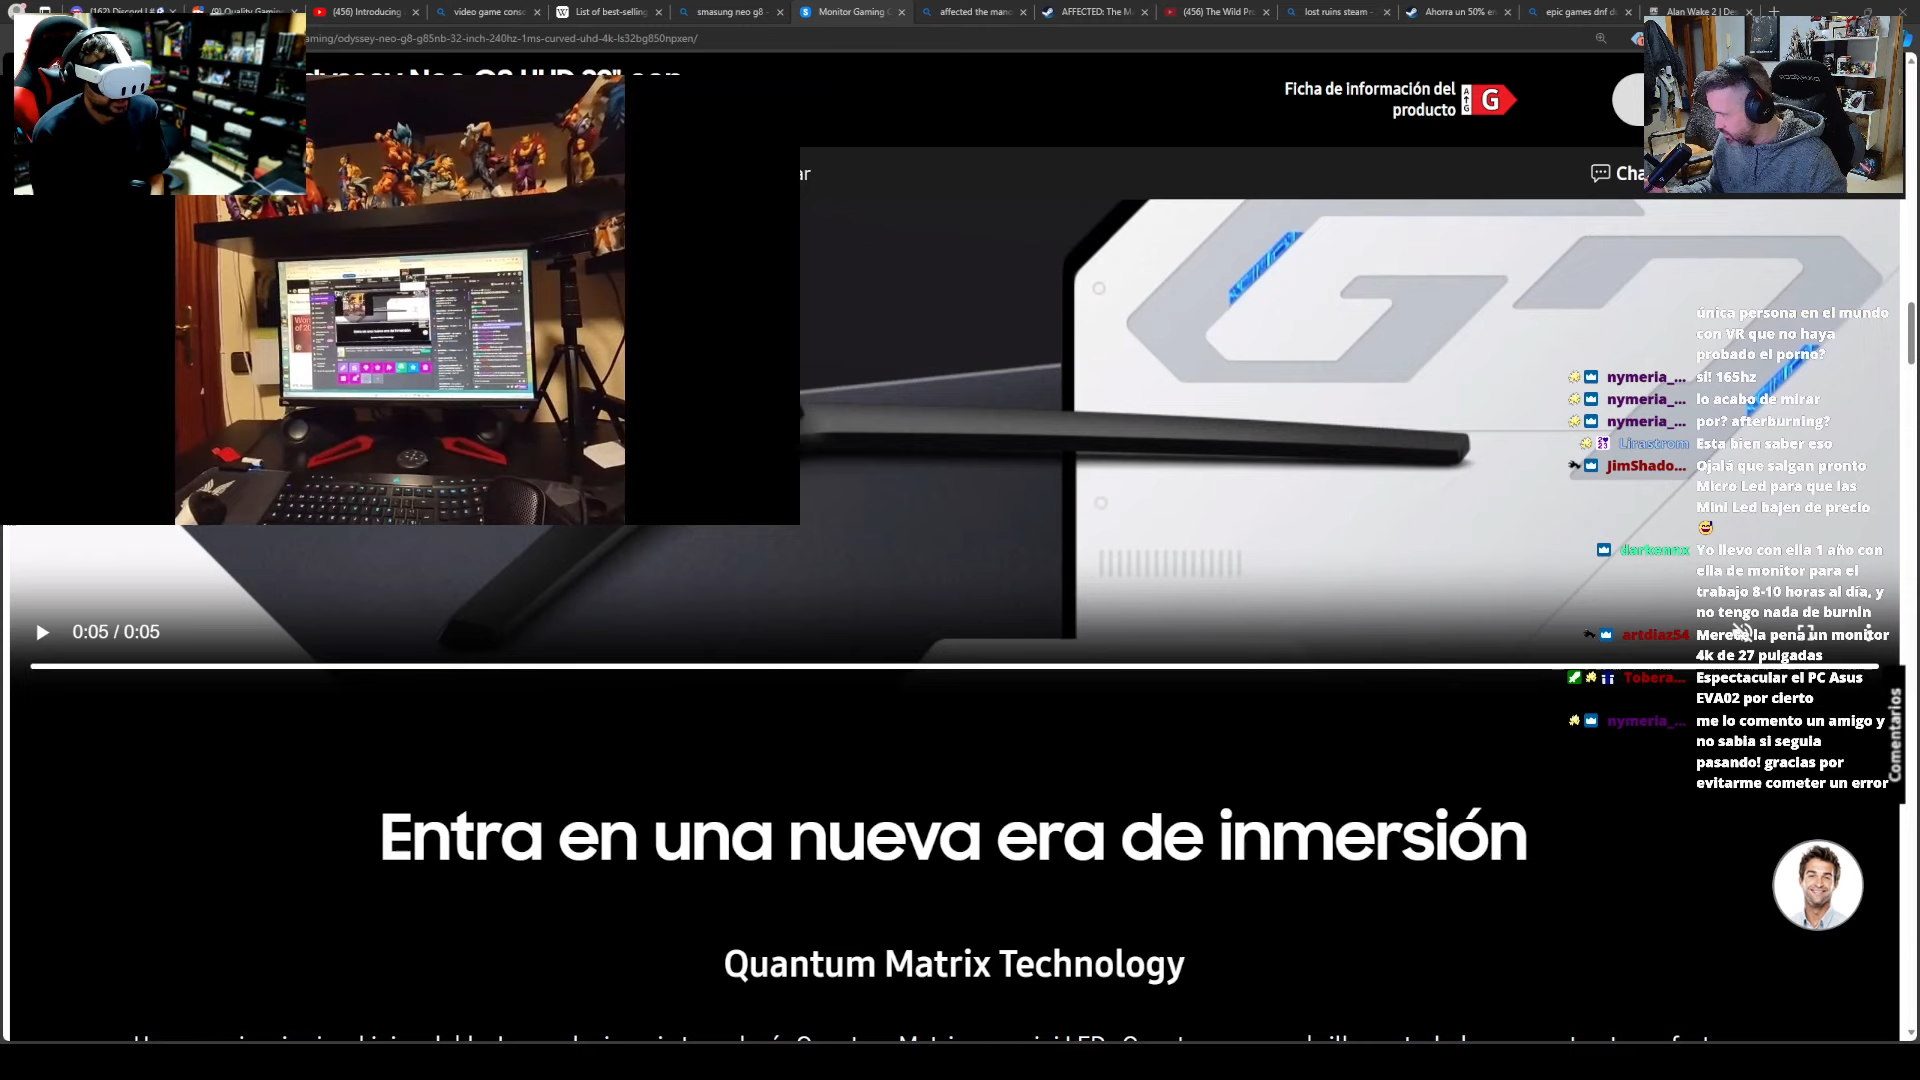 (162) Discord | #
(9) Quality Gamin
(456) Introducing
video game cons
List of best-selling
smasung neo g8 -
Monitor Gaming
affected the man
AFFECTED: The M
(456) The Wild Pr
lost ruins steam -
Ahorra un 50% e
epic games dnf d
Alan Wake 2 | De
aming/odyssey-neo-g8-g85nb-32-inch-240hz-1ms-curved-uhd-4k-ls32bg850npxen/
Ficha de información del
producto
G
ar
Cha
única persona en el mundo
con VR que no haya
probado el porno?
nymeria_... si! 165hz
nymeria_... lo acabo de mirar
nymeria_... por? afterburning?
Lirastrom Esta bien saber eso
JimShado... Ojalá que salgan pronto
Micro Led para que las
Mini Led bajen de precio
darkonex Yo llevo con ella 1 año con
ella de monitor para el
trabajo 8-10 horas al día, y
no tengo nada de burnin
artdiaz54 Merece la pena un monitor
4k de 27 pulgadas
Tobera... Espectacular el PC Asus
EVA02 por cierto
nymeria_... me lo comento un amigo y
no sabia si seguia
pasando! gracias por
evitarme cometer un error
Comentarios
0:05 / 0:05
Entra en una nueva era de inmersión
Quantum Matrix Technology